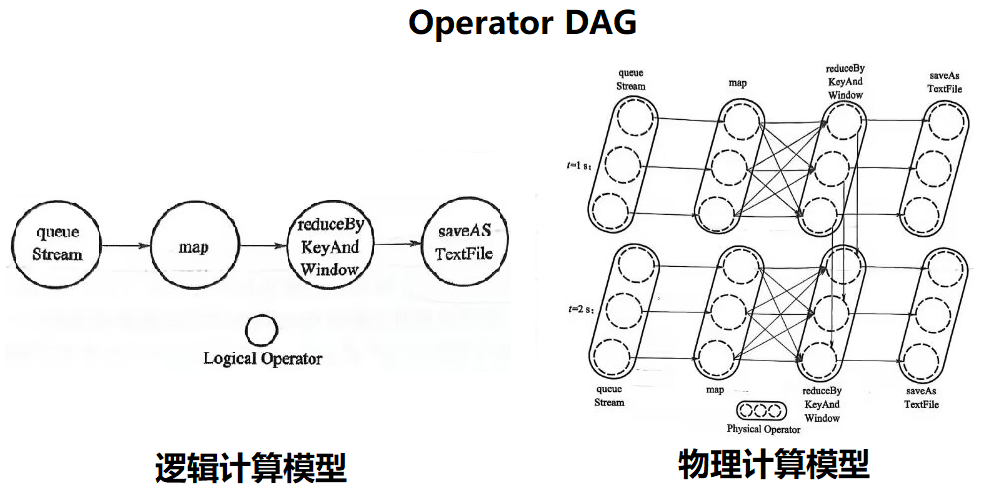 Operator DAG
queue
Stream
map
reduceBy
KeyAnd
Window
saveAS
TextFile
Logical Operator
逻辑计算模型
queue
Stream
map
reduceBy
KeyAnd
Window
saveAs
TextFile
t=1 s:
t=2 s:
queue
Stream
map
reduceBy
KeyAnd
Window
saveAs
TextFile
Physical Operator
物理计算模型